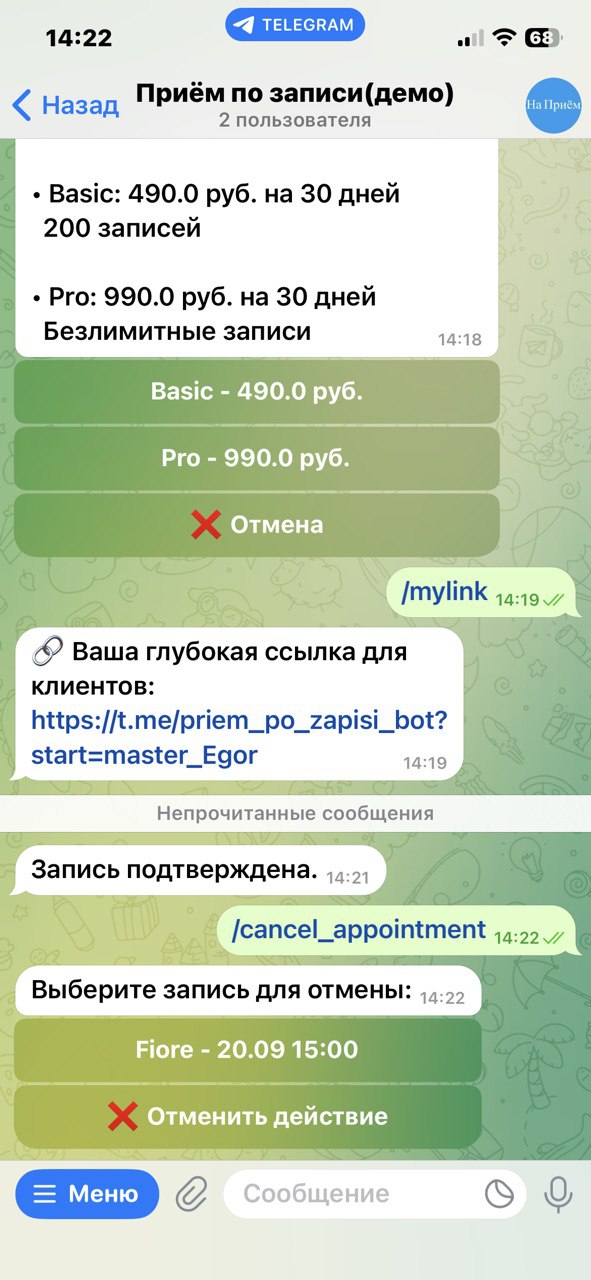 14:22
TELEGRAM
68
Назад
Приём по записи(демо)
2 пользователя
На Приём
• Basic: 490.0 руб. на 30 дней
200 записей
• Pro: 990.0 руб. на 30 дней
Безлимитные записи
14:18
Basic - 490.0 руб.
Pro - 990.0 руб.
❌ Отмена
/mylink 14:19
🔗 Ваша глубокая ссылка для
клиентов:
https://t.me/priem_po_zapisi_bot?
start=master_Egor
14:19
Непрочитанные сообщения
Запись подтверждена. 14:21
/cancel_appointment 14:22
Выберите запись для отмены: 14:22
Fiore - 20.09 15:00
❌ Отменить действие
Меню
Сообщение